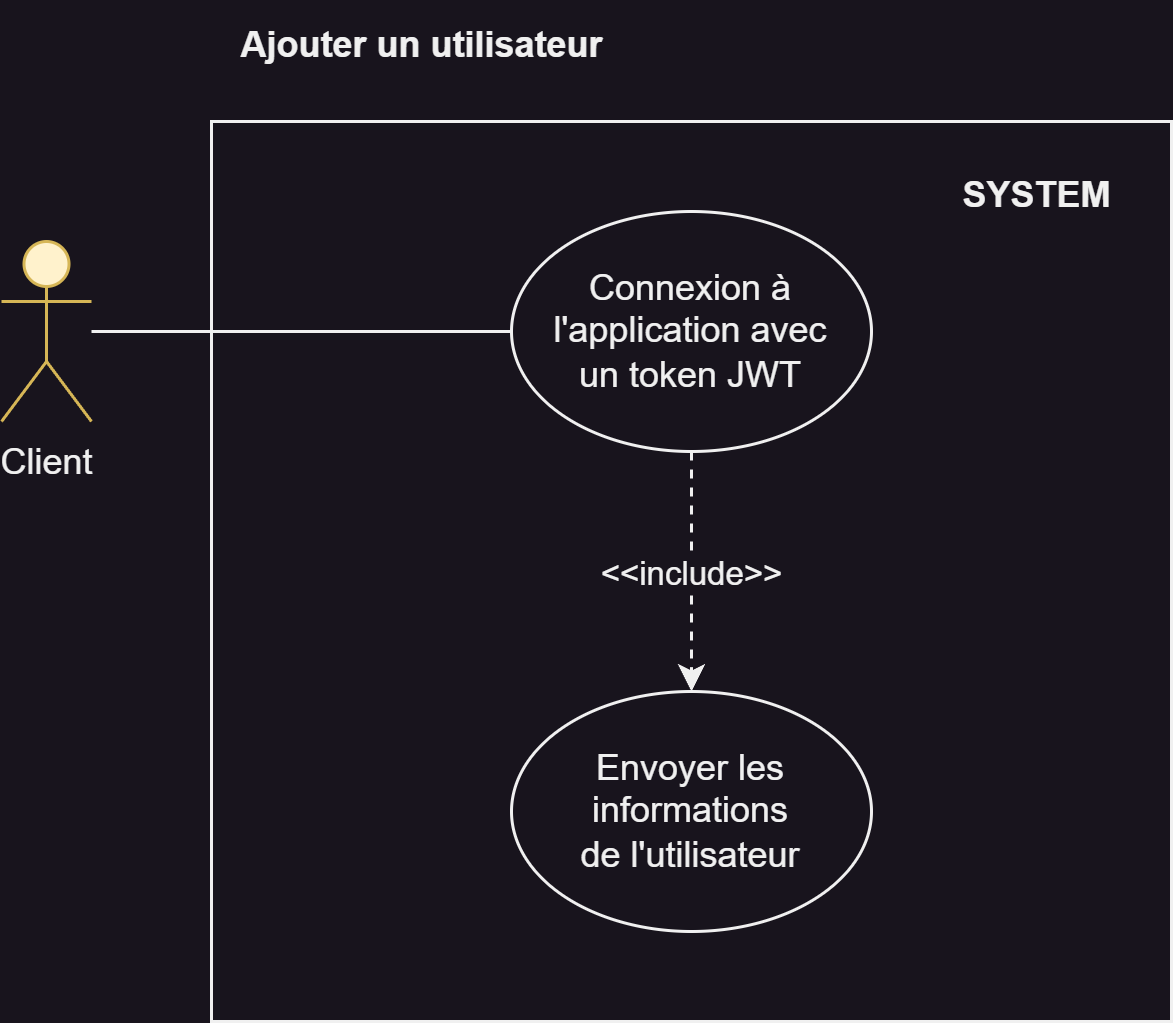 Ajouter un utilisateur
SYSTEM
Connexion à
l'application avec
un token JWT
Client
<<include>>
Envoyer les
informations
de l'utilisateur